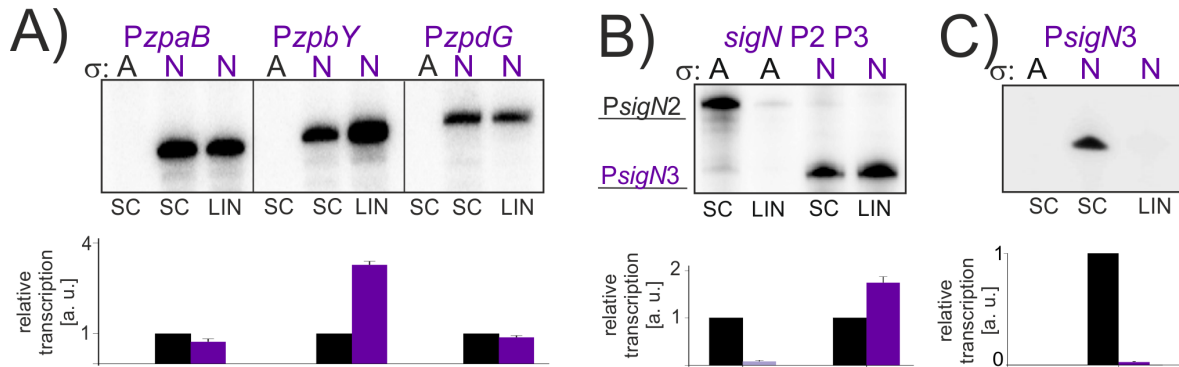 A)
PzpaB PzpbY PzpdG
σ: A N N A N N A N N
SC SC LIN SC SC LIN SC SC LIN
relative transcription [a. u.]
4
1
B)
sigN P2 P3
σ: A A N N
PsigN2
PsigN3
SC LIN SC LIN
relative transcription [a. u.]
2
1
C)
PsigN3
σ: A N N
SC SC LIN
relative transcription [a. u.]
1
0